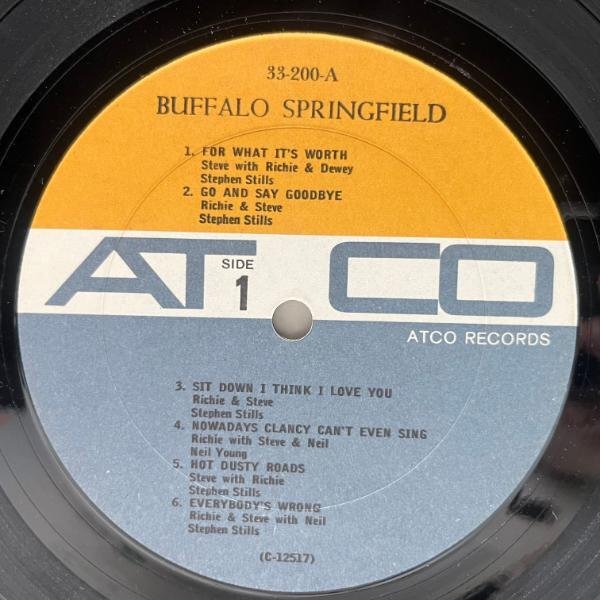 33-200-A
BUFFALO SPRINGFIELD
1. FOR WHAT IT'S WORTH
Steve with Richie & Dewey
Stephen Stills
2. GO AND SAY GOODBYE
Richie & Steve
Stephen Stills
ATCO
SIDE
1
ATCO RECORDS
3. SIT DOWN I THINK I LOVE YOU
Richie & Steve
Stephen Stills
4. NOWADAYS CLANCY CAN'T EVEN SING
Richie with Steve & Neil
Neil Young
5. HOT DUSTY ROADS
Steve with Richie
Stephen Stills
6. EVERYBODY'S WRONG
Richie & Steve with Neil
Stephen Stills
(C-12517)